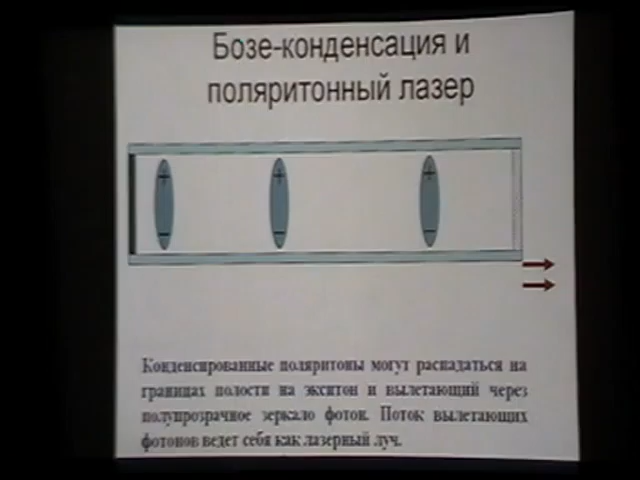 Бозе-конденсация и
поляритонный лазер
Конденсированные поляритоны могут распадаться на
границах полости на экситон и вылетающий через
полупрозрачное зеркало фотон. Поток вылетающих
фотонов ведет себя как лазерный луч.